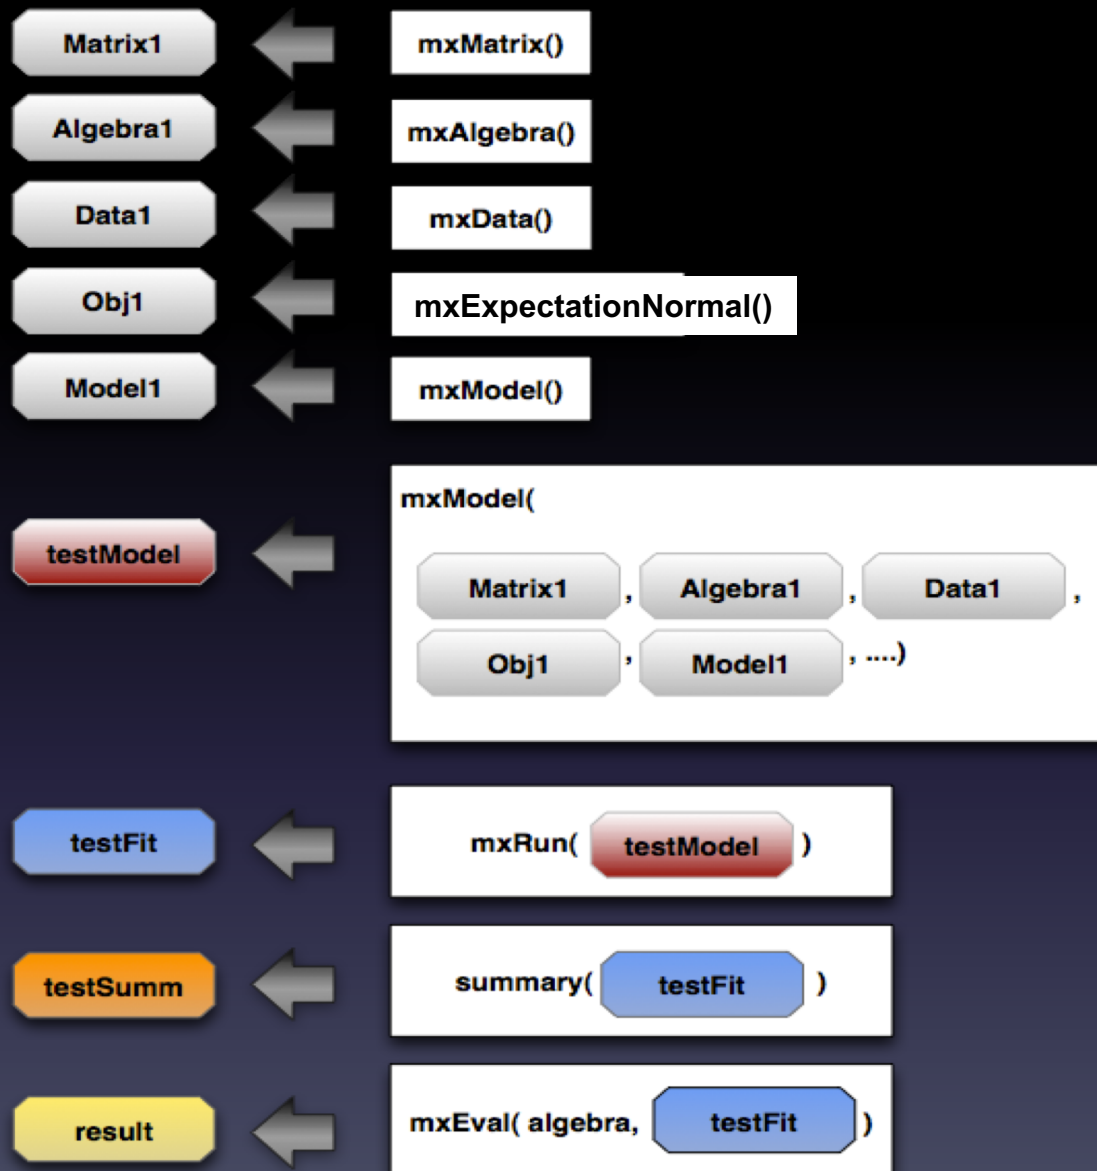 Matrix1 mxMatrix()
Algebra1 mxAlgebra()
Data1 mxData()
Obj1 mxExpectationNormal()
Model1 mxModel()
mxModel(
testModel
Matrix1 , Algebra1 , Data1 ,
Obj1 , Model1 , ....)
testFit mxRun( testModel )
testSumm summary( testFit )
result mxEval( algebra, testFit )